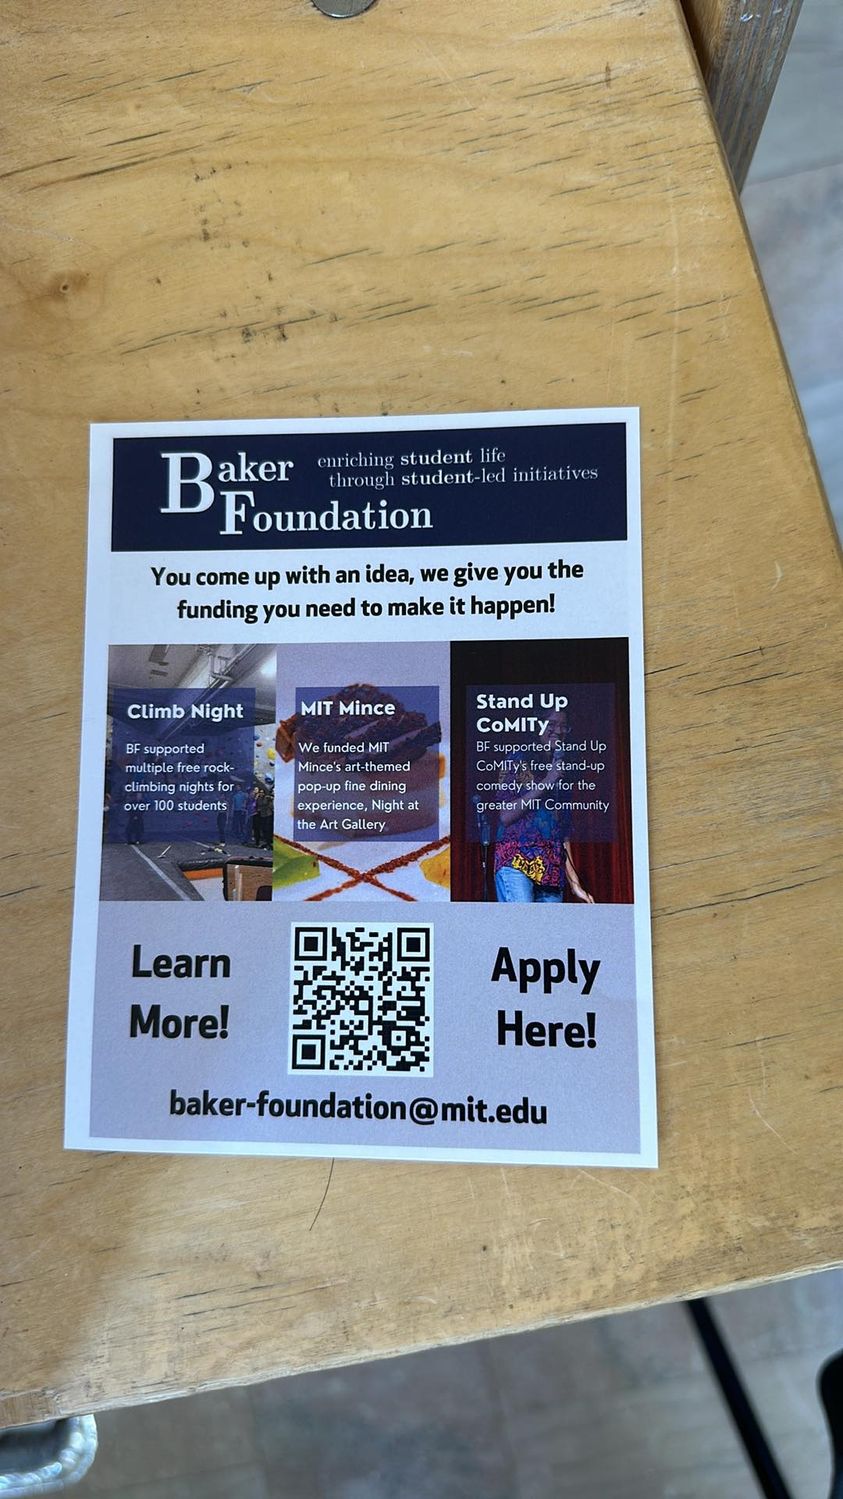 Baker
Foundation
enriching student life
through student-led initiatives
You come up with an idea, we give you the
funding you need to make it happen!
Climb Night
BF supported
multiple free rock-
climbing nights for
over 100 students
MIT Mince
We funded MIT
Mince's art-themed
pop-up fine dining
experience, Night at
the Art Gallery
Stand Up
CoMITy
BF supported Stand Up
CoMITy's free stand-up
comedy show for the
greater MIT Community
Learn
More!
Apply
Here!
baker-foundation@mit.edu